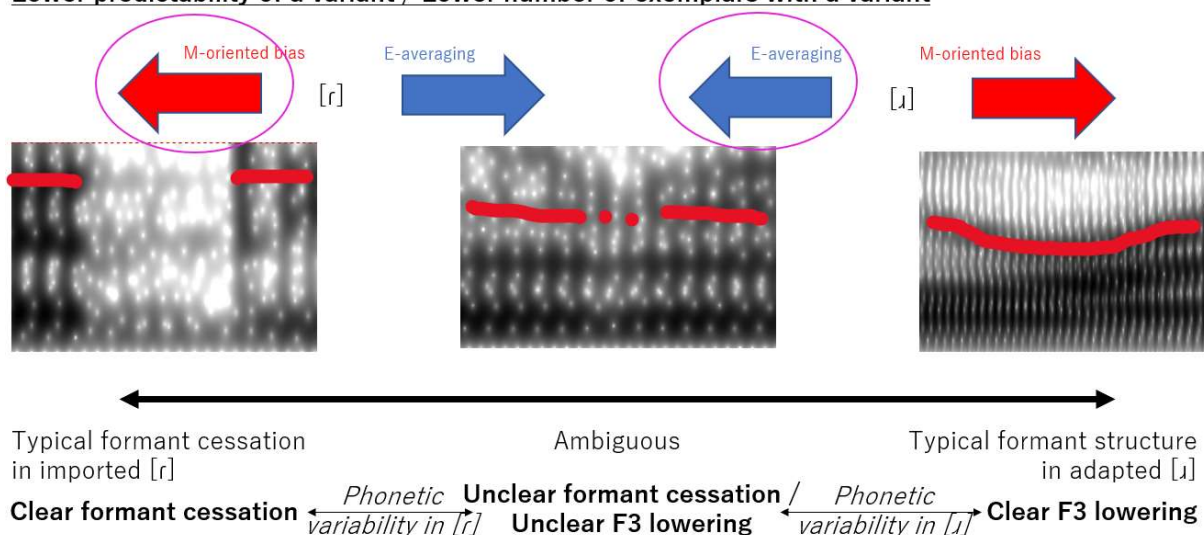 Lower predictability of a variant / Lower number of exemplars with a variant
M-oriented bias E-averaging E-averaging M-oriented bias
[ɾ] [ɹ]
Typical formant cessation Ambiguous Typical formant structure
in imported [ɾ] in adapted [ɹ]
Clear formant cessation Phonetic Unclear formant cessation / Phonetic Clear F3 lowering
variability in [ɾ] Unclear F3 lowering variability in [ɹ]